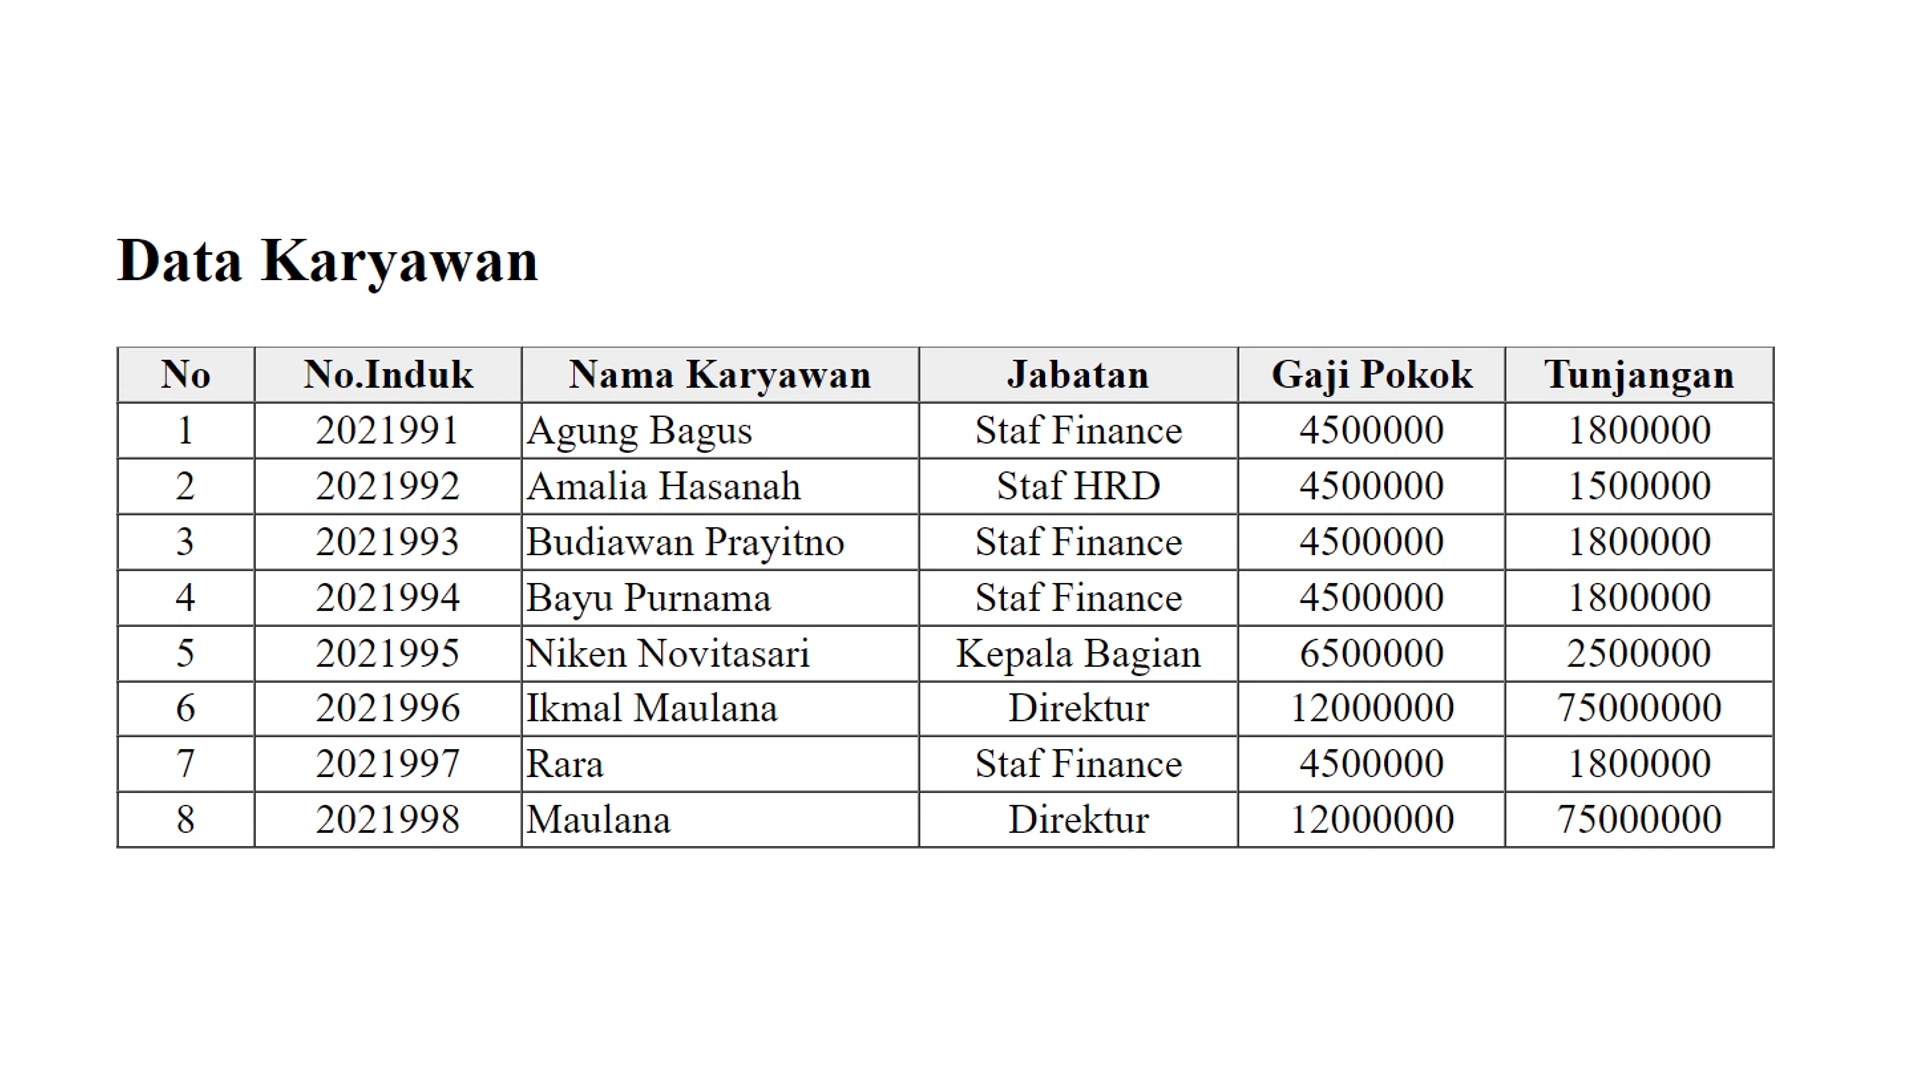 Data Karyawan
No No.Induk Nama Karyawan Jabatan Gaji Pokok Tunjangan
1 2021991 Agung Bagus Staf Finance 4500000 1800000
2 2021992 Amalia Hasanah Staf HRD 4500000 1500000
3 2021993 Budiawan Prayitno Staf Finance 4500000 1800000
4 2021994 Bayu Purnama Staf Finance 4500000 1800000
5 2021995 Niken Novitasari Kepala Bagian 6500000 2500000
6 2021996 Ikmal Maulana Direktur 12000000 75000000
7 2021997 Rara Staf Finance 4500000 1800000
8 2021998 Maulana Direktur 12000000 75000000